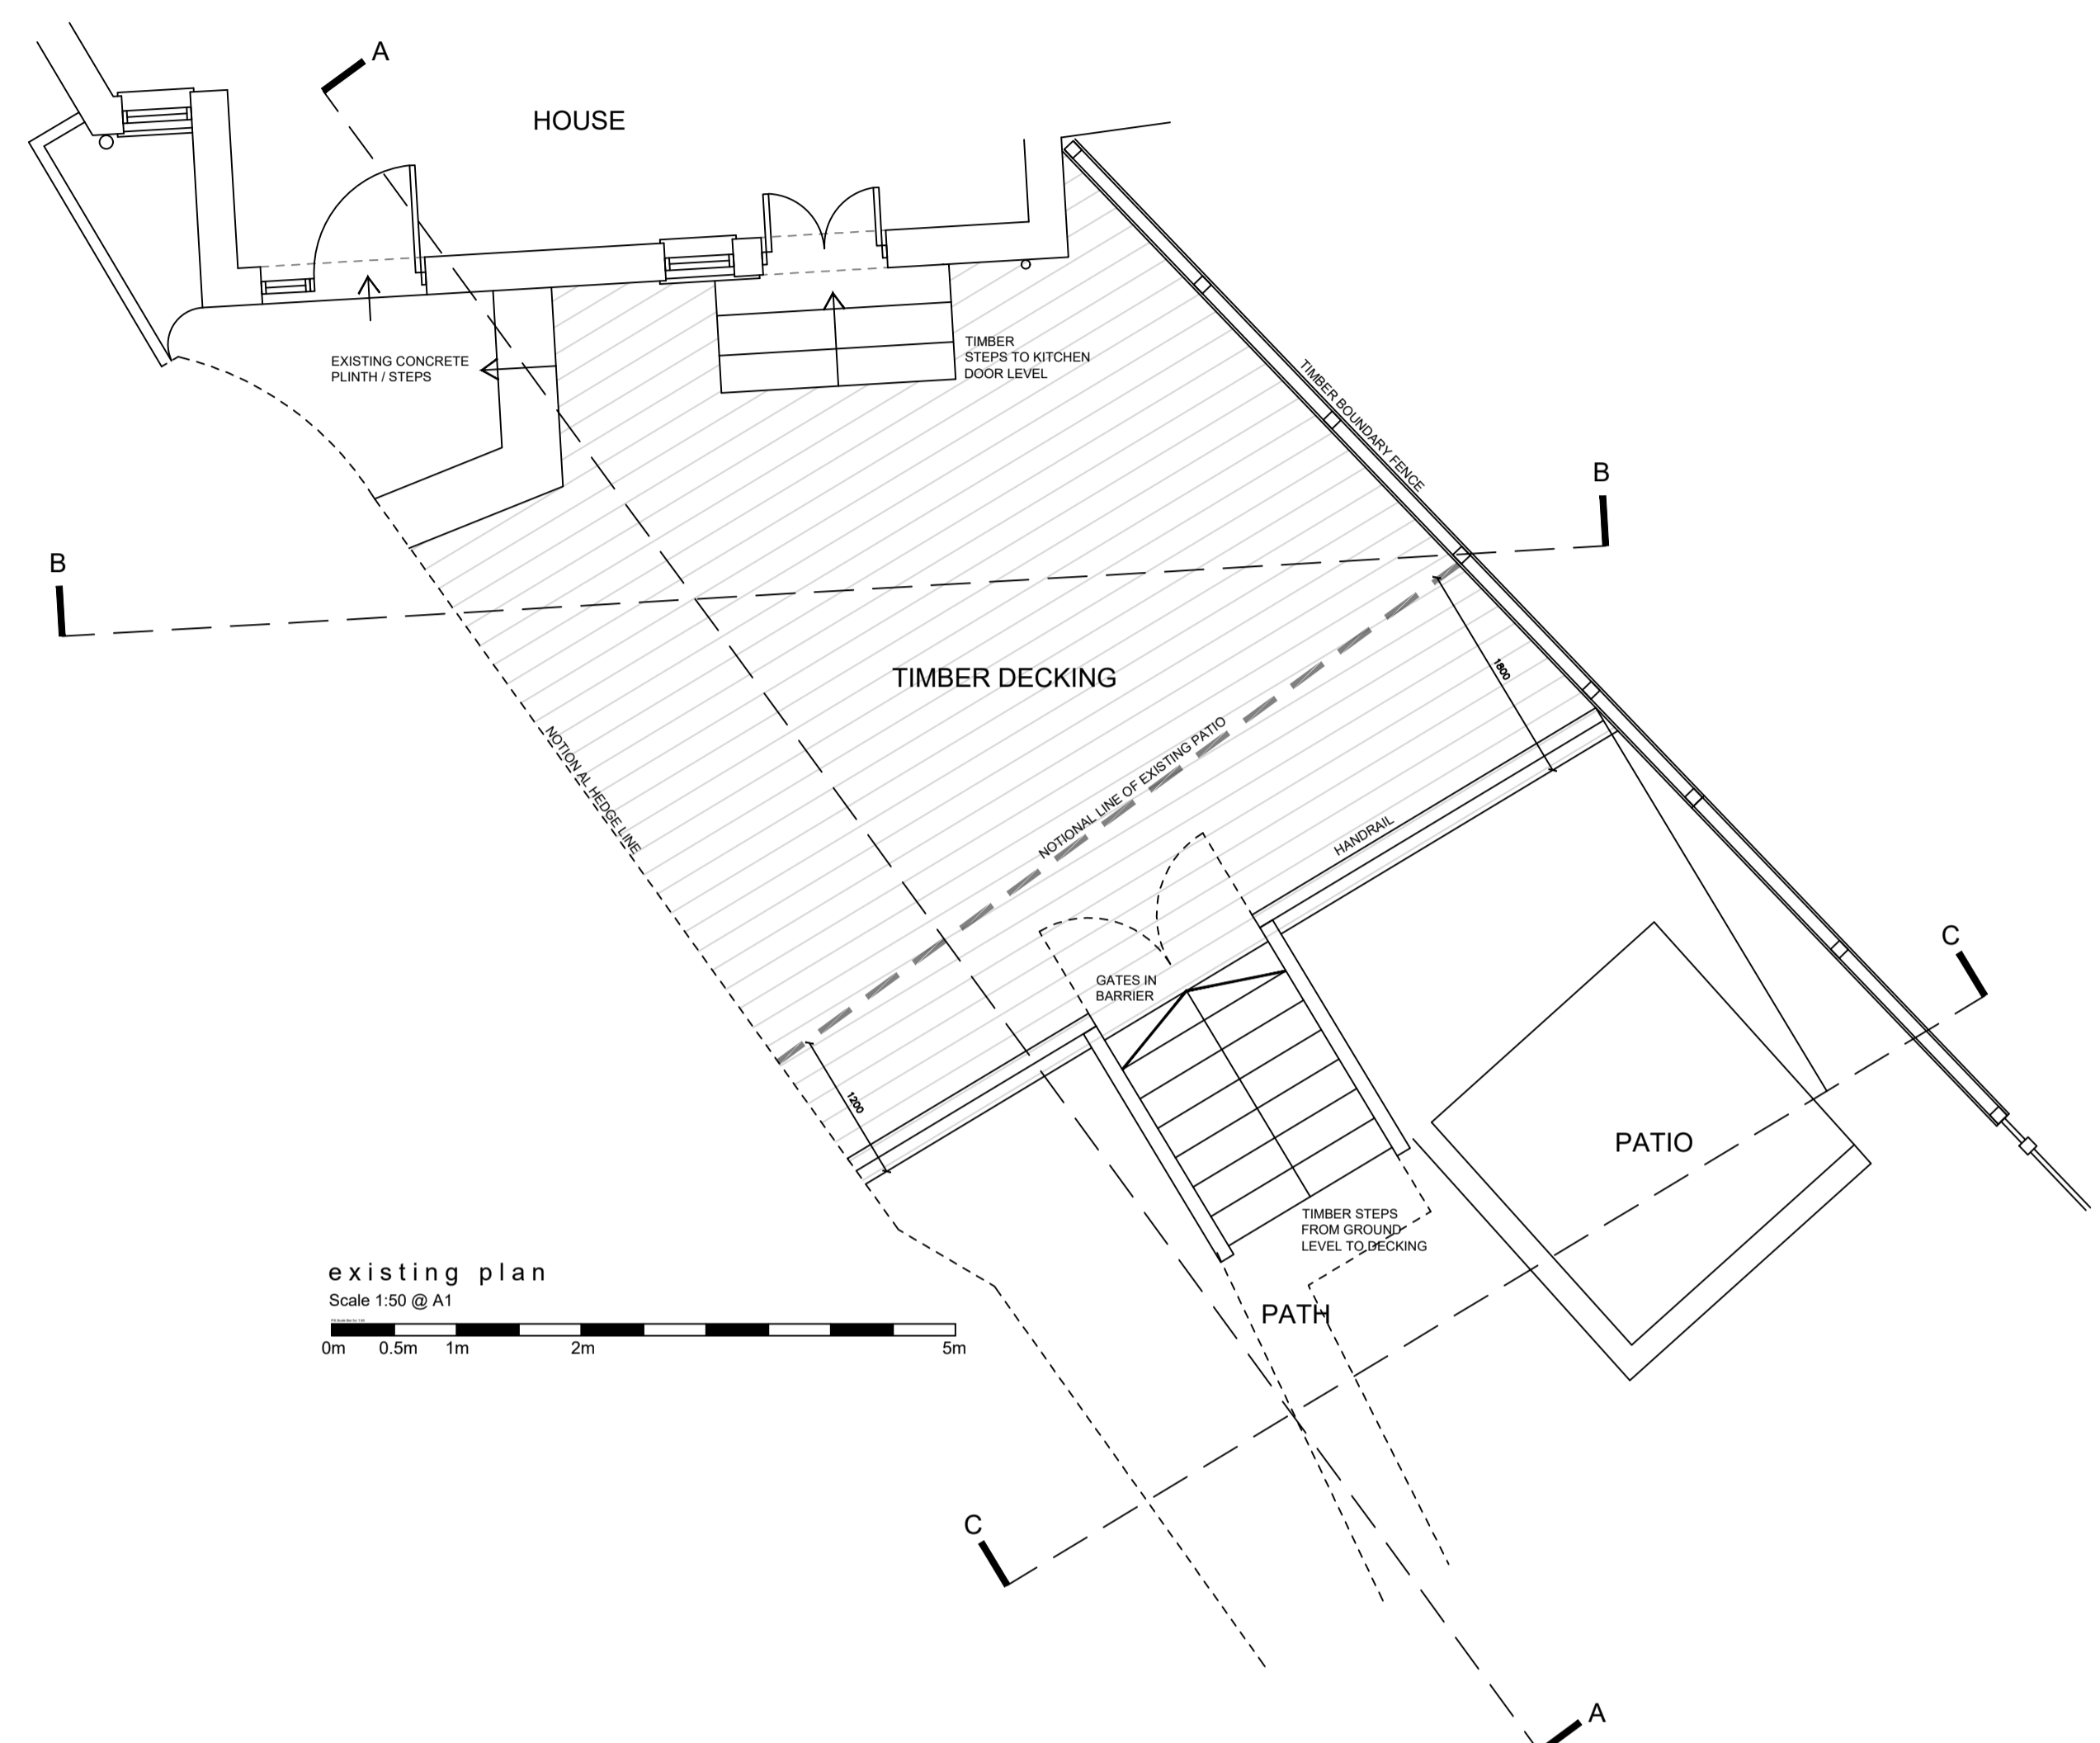 A
HOUSE
EXISTING CONCRETE
PLINTH / STEPS
TIMBER
STEPS TO KITCHEN
DOOR LEVEL
TIMBER BOUNDARY FENCE
B
B
1800
TIMBER DECKING
NOTION AL HEDGE LINE
NOTIONAL LINE OF EXISTING PATIO
HANDRAIL
GATES IN
BARRIER
C
1200
PATIO
TIMBER STEPS
FROM GROUND
LEVEL TO DECKING
PATH
existing plan
Scale 1:50 @ A1
0m 0.5m 1m 2m 5m
C
A